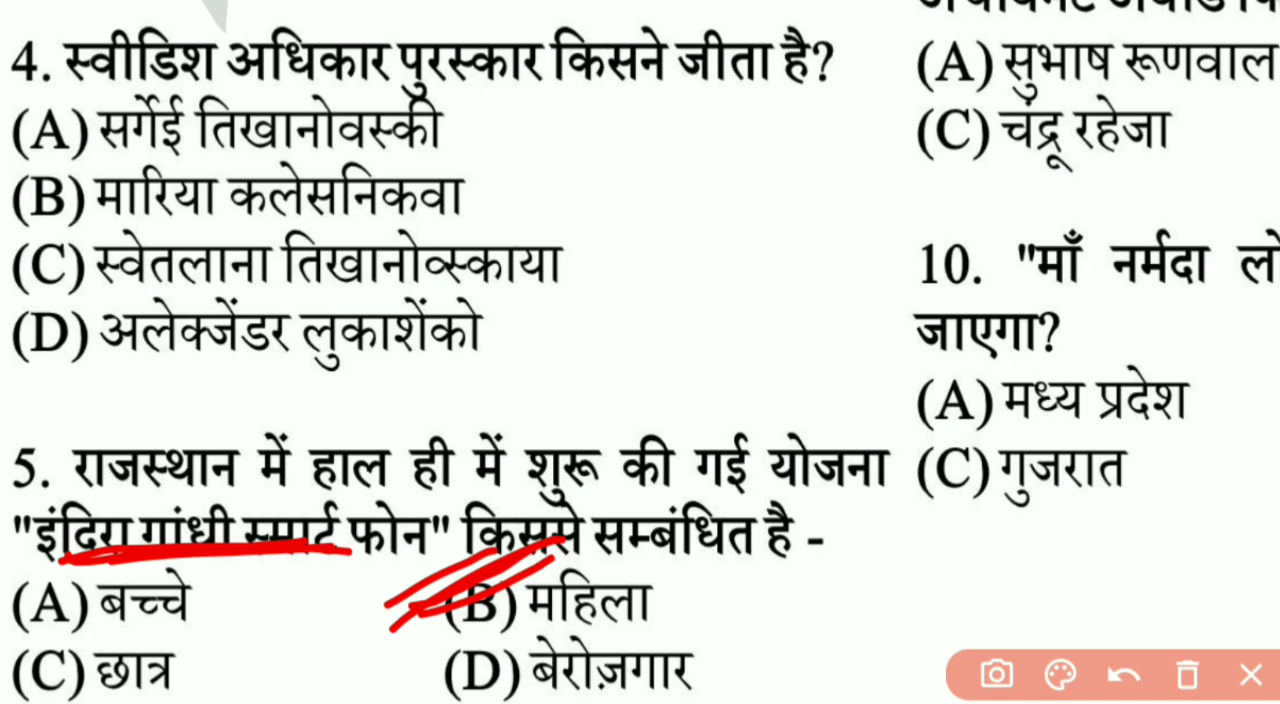 4. स्वीडिश अधिकार पुरस्कार किसने जीता है?
(A) सर्गेई तिखानोवस्की
(B) मारिया कलेसनिकवा
(C) स्वेतलाना तिखानोव्स्काया
(D) अलेक्जेंडर लुकाशेंको
5. राजस्थान में हाल ही में शुरू की गई योजना
"इंदिरा गांधी स्मार्ट फोन" किससे सम्बंधित है -
(A) बच्चे (B) महिला
(C) छात्र (D) बेरोज़गार
(A) सुभाष रूणवाल
(C) चंद्रू रहेजा
10. "माँ नर्मदा
जाएगा?
(A) मध्य प्रदेश
(C) गुजरात